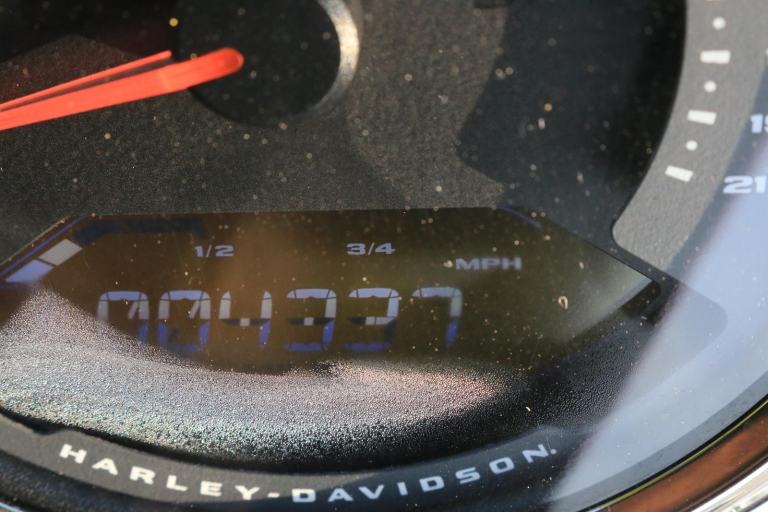 1/2 3/4
MPH
004337
HARLEY-DAVIDSON.